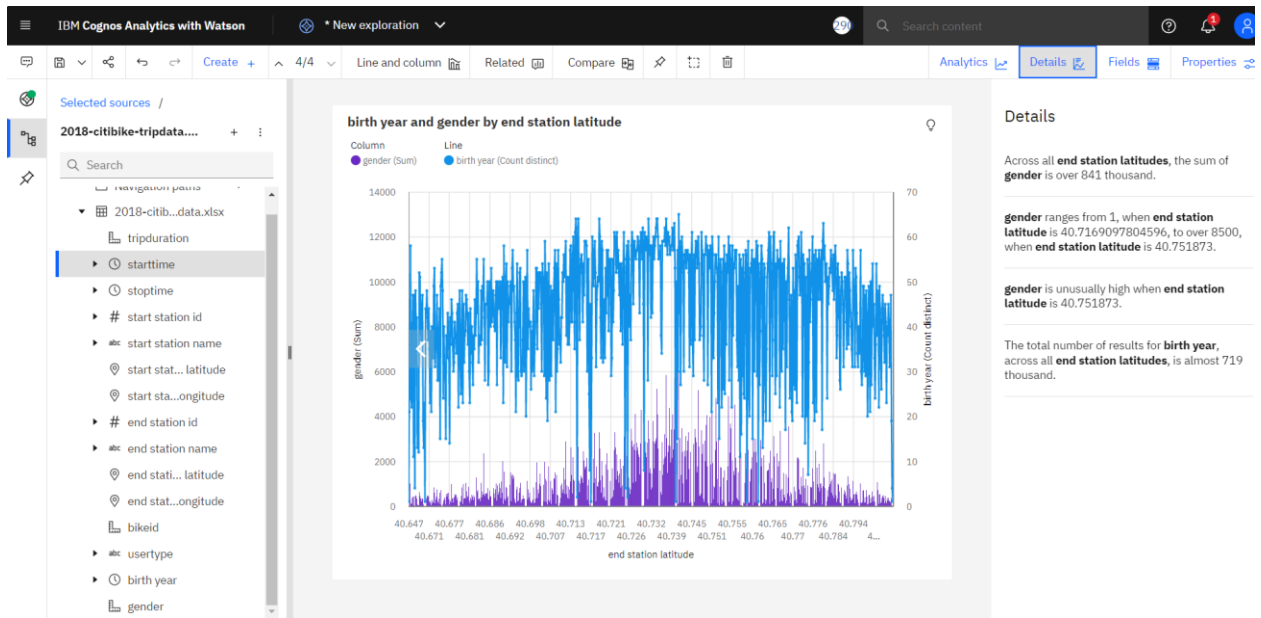 IBM Cognos Analytics with Watson
* New exploration
290
Search content
1
Create +
4/4
Line and column
Related
Compare
Analytics
Details
Fields
Properties
Selected sources /
2018-citibike-tripdata....
Search
Navigation paths
2018-citib...data.xlsx
tripduration
starttime
stoptime
# start station id
abc start station name
start stat... latitude
start sta...ongitude
# end station id
abc end station name
end stati... latitude
end stat...ongitude
bikeid
abc usertype
birth year
gender
birth year and gender by end station latitude
Column Line
gender (Sum) birth year (Count distinct)
14000
12000
10000
8000
6000
4000
2000
0
gender (Sum)
70
60
50
40
30
20
10
0
birth year (Count distinct)
40.647 40.677 40.686 40.698 40.713 40.721 40.732 40.745 40.755 40.765 40.776 40.794
40.671 40.681 40.692 40.707 40.717 40.726 40.739 40.751 40.76 40.77 40.784 4...
end station latitude
Details
Across all end station latitudes, the sum of
gender is over 841 thousand.
gender ranges from 1, when end station
latitude is 40.7169097804596, to over 8500,
when end station latitude is 40.751873.
gender is unusually high when end station
latitude is 40.751873.
The total number of results for birth year,
across all end station latitudes, is almost 719
thousand.